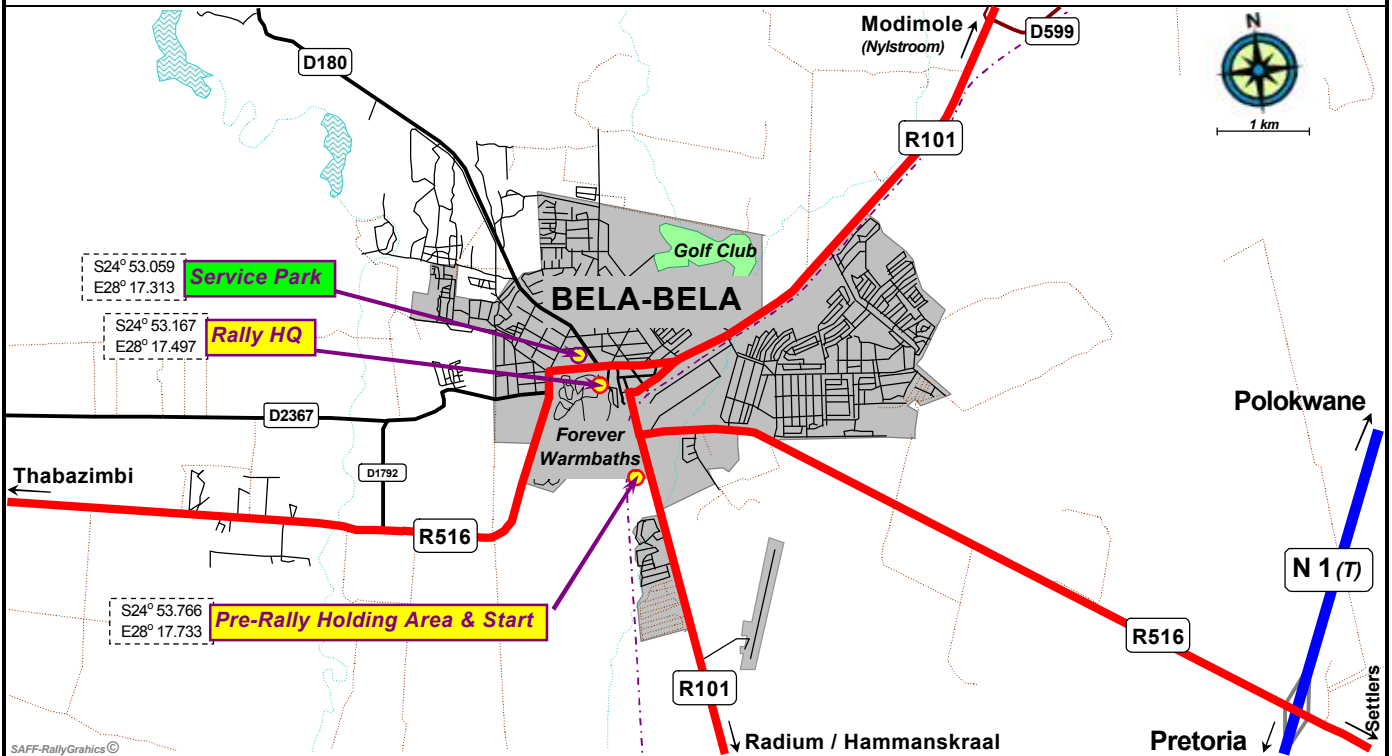 Modimole
(Nylstroom)
D599
N
D180
1 km
R101
Golf Club
S24° 53.059
E28° 17.313
Service Park
BELA-BELA
S24° 53.167
E28° 17.497
Rally HQ
Polokwane
D2367
Forever
Warmbaths
D1792
Thabazimbi
R516
N 1 (T)
S24° 53.766
E28° 17.733
Pre-Rally Holding Area & Start
R516
R101
Settlers
Radium / Hammanskraal
Pretoria
SAFF-RallyGrahics ©